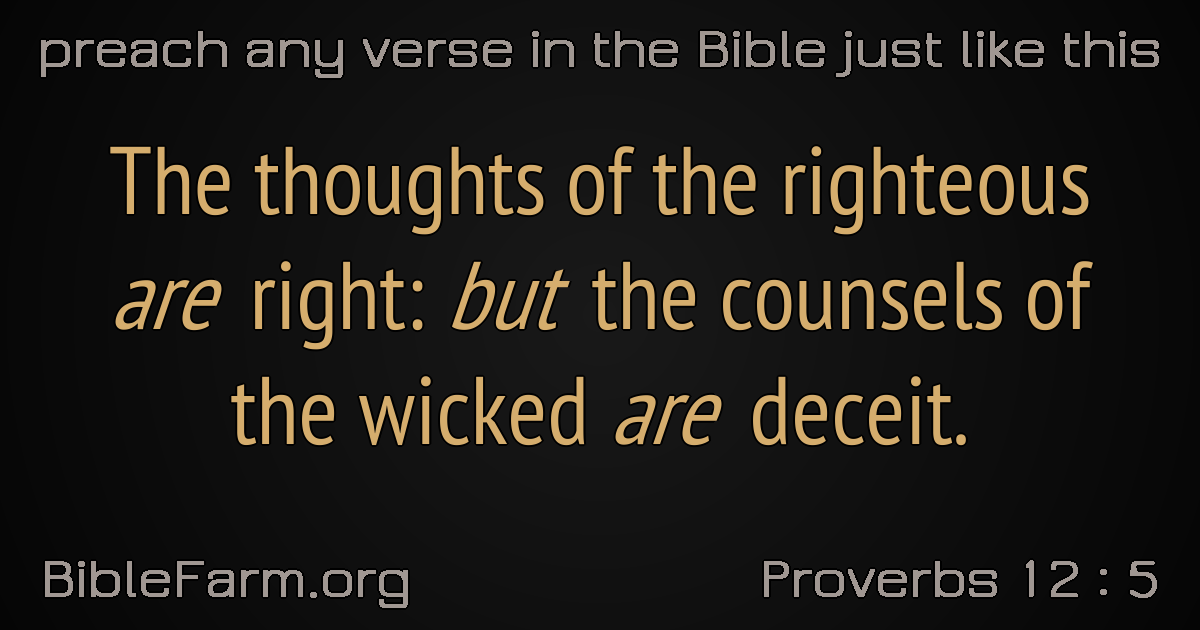 preach any verse in the Bible just like this
The thoughts of the righteous
are right: but the counsels of
the wicked are deceit.
BibleFarm.org
Proverbs 12 : 5